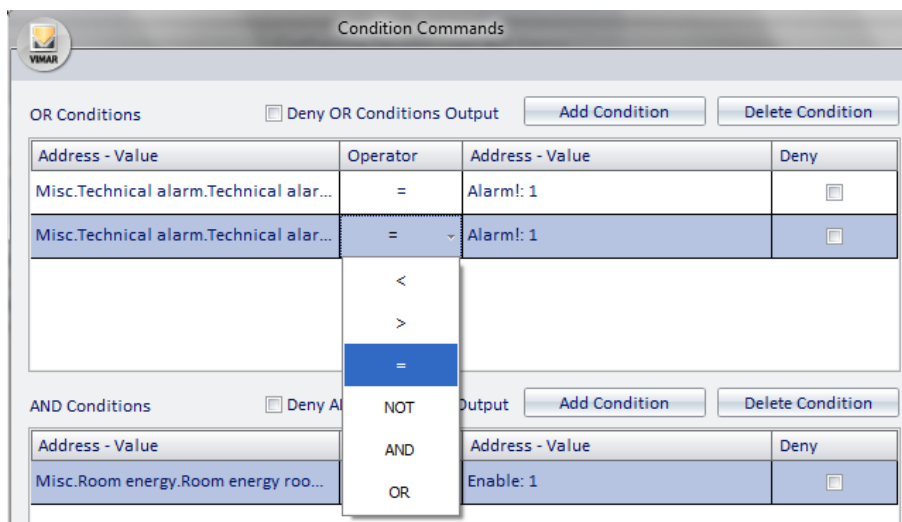 Condition Commands
VIMAR
OR Conditions Deny OR Conditions Output Add Condition Delete Condition
Address - Value Operator Address - Value Deny
Misc.Technical alarm.Technical alar... = Alarm!: 1
Misc.Technical alarm.Technical alar... = Alarm!: 1
<
>
=
AND Conditions Deny A Output Add Condition Delete Condition
NOT
Address - Value Address - Value Deny
AND
Misc.Room energy.Room energy roo... Enable: 1
OR